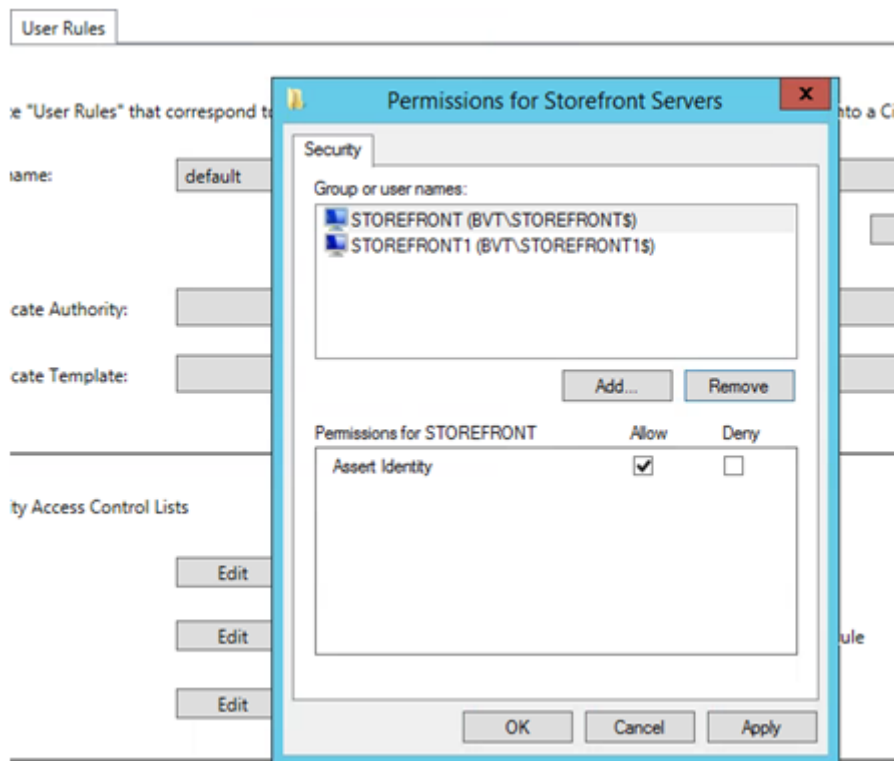 User Rules
Permissions for Storefront Servers
x
e "User Rules" that correspond to
nto a Ci
Security
name:
default
Group or user names:
STOREFRONT (BVT\STOREFRONT$)
STOREFRONT1 (BVT\STOREFRONT1$)
cate Authority:
cate Template:
Add...
Remove
Permissions for STOREFRONT
Allow
Deny
Assert Identity
ty Access Control Lists
Edit
Edit
ule
Edit
OK
Cancel
Apply